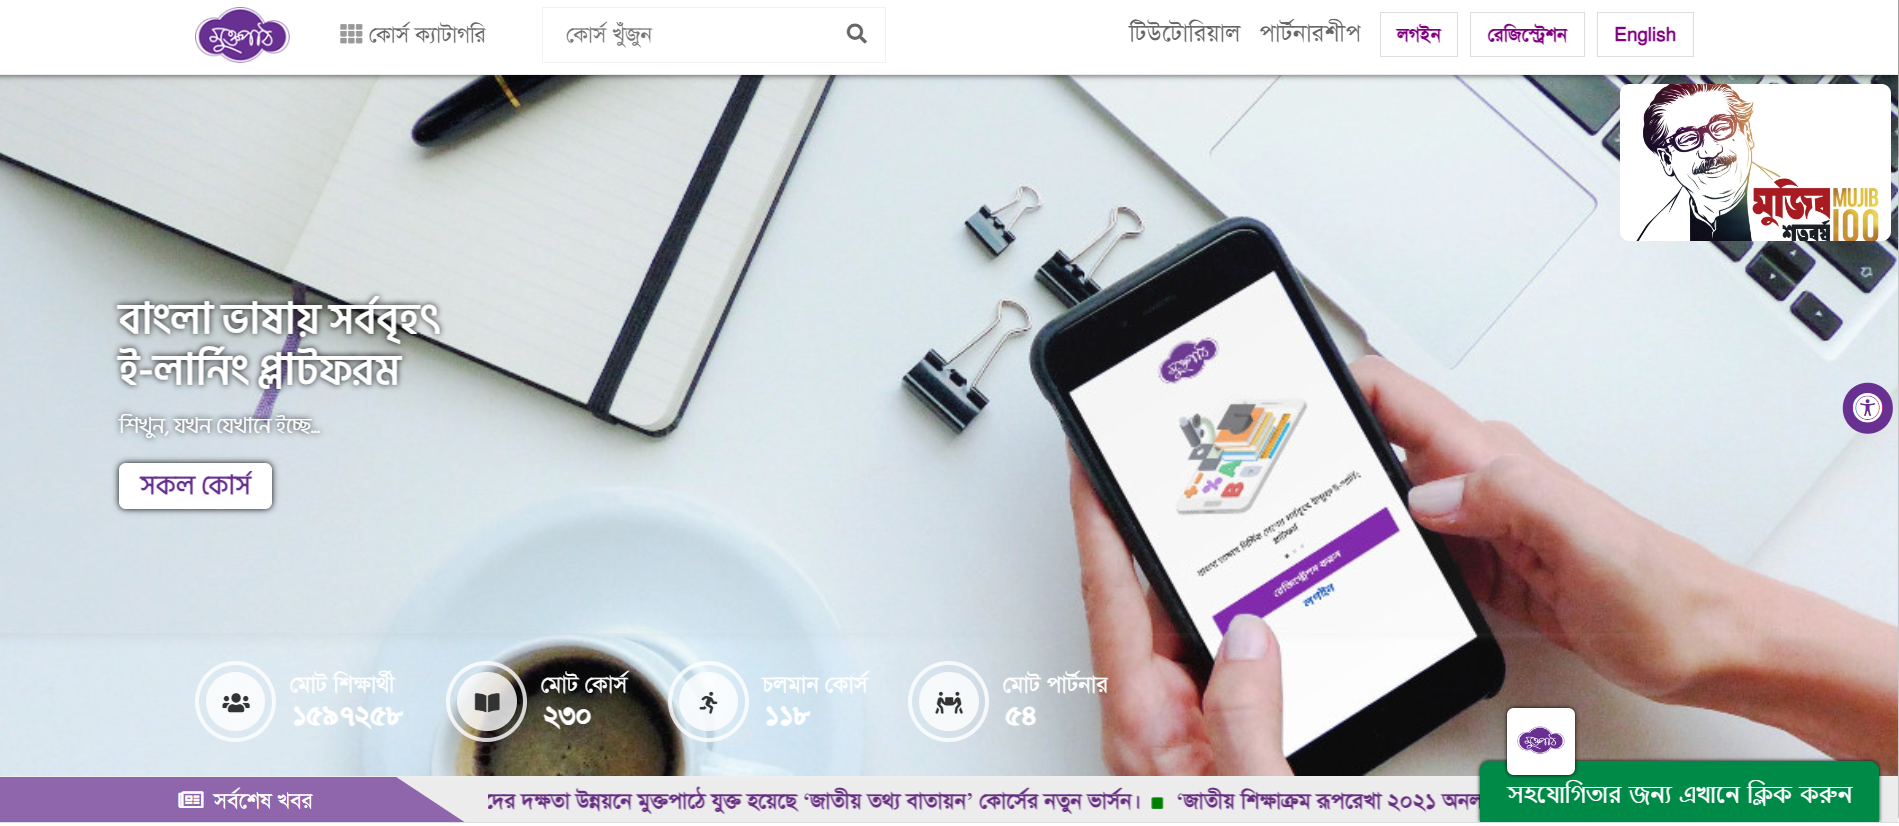 মুক্তপাঠ
কোর্স ক্যাটাগরি
কোর্স খুঁজুন
টিউটোরিয়াল
পার্টনারশীপ
লগইন
রেজিস্ট্রেশন
English
মুজিব
শতবর্ষ
MUJIB
100
বাংলা ভাষায় সর্ববৃহৎ
ই-লার্নিং প্লাটফরম
শিখুন, যখন যেখানে ইচ্ছে...
সকল কোর্স
মুক্তপাঠ
রেজিস্ট্রেশন করুন
লগইন
মোট শিক্ষার্থী
১৫৯৭২৫৮
মোট কোর্স
২৩০
চলমান কোর্স
১১৮
মোট পার্টনার
৫৪
মুক্তপাঠ
সর্বশেষ খবর
দের দক্ষতা উন্নয়নে মুক্তপাঠে যুক্ত হয়েছে ‘জাতীয় তথ্য বাতায়ন’ কোর্সের নতুন ভার্সন। ‘জাতীয় শিক্ষাক্রম রূপরেখা ২০২১ অনল
সহযোগিতার জন্য এখানে ক্লিক করুন